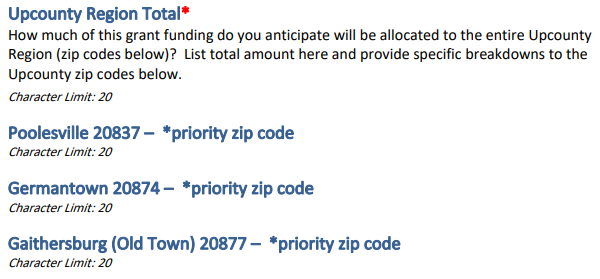 Upcounty Region Total*
How much of this grant funding do you anticipate will be allocated to the entire Upcounty
Region (zip codes below)?  List total amount here and provide specific breakdowns to the
Upcounty zip codes below.
Character Limit: 20
Poolesville 20837 –  *priority zip code
Character Limit: 20
Germantown 20874 –  *priority zip code
Character Limit: 20
Gaithersburg (Old Town) 20877 –  *priority zip code
Character Limit: 20